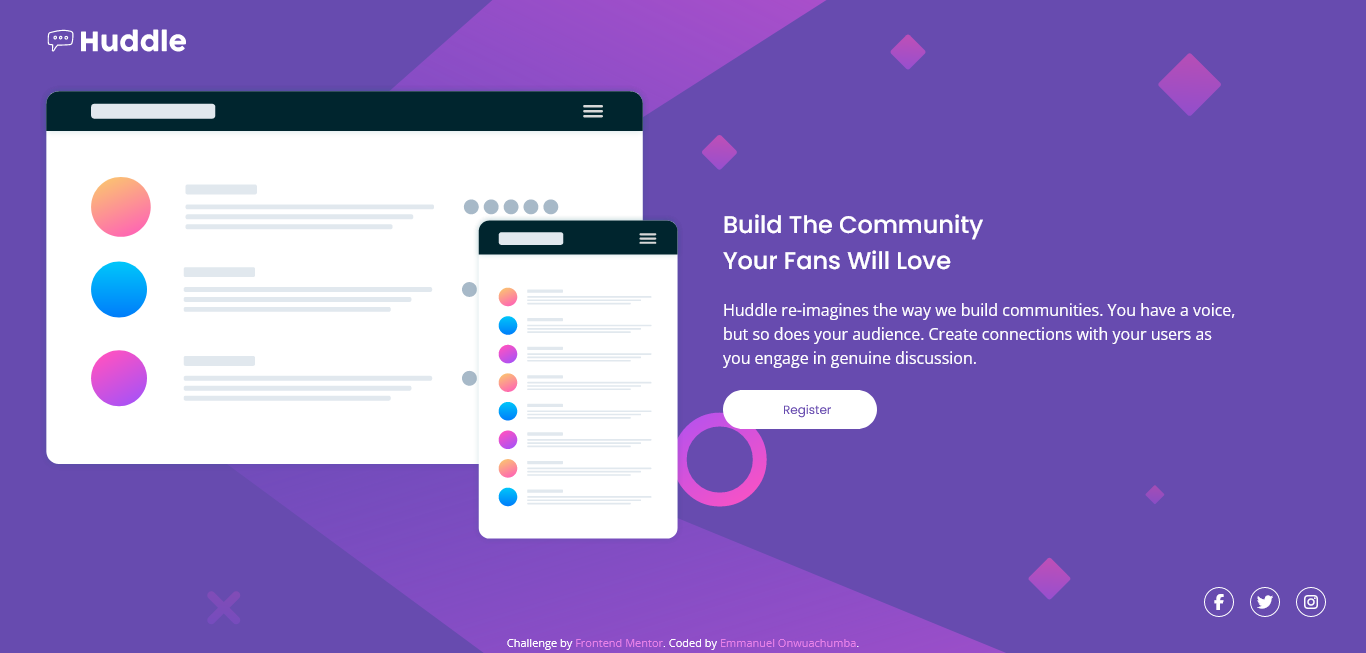 Huddle
Build The Community
Your Fans Will Love
Huddle re-imagines the way we build communities. You have a voice,
but so does your audience. Create connections with your users as
you engage in genuine discussion.
Register
Challenge by Frontend Mentor. Coded by Emmanuel Onwuachumba.